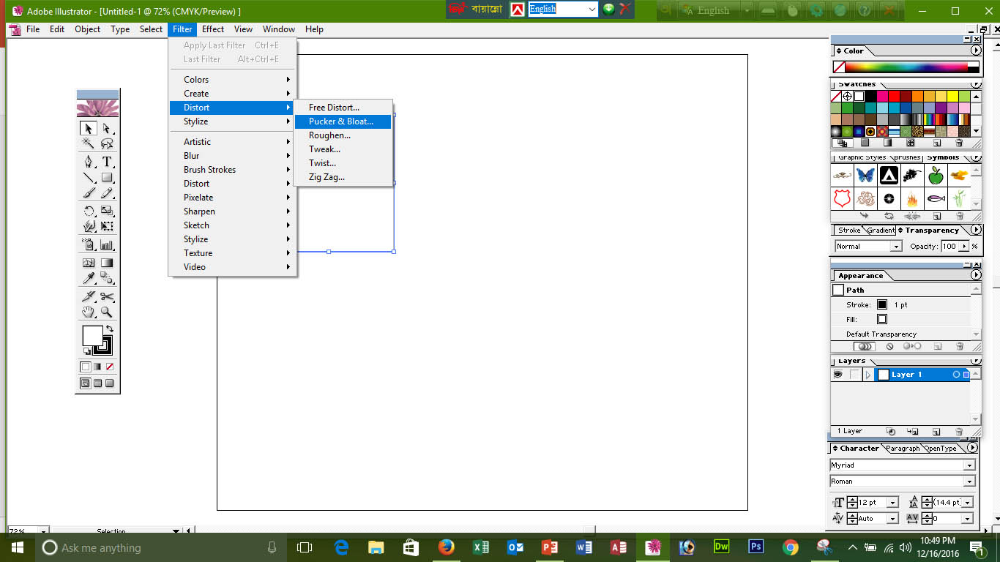 Adobe Illustrator - [Untitled-1 @ 72% (CMYK/Preview) ]
বায়ান্নো
English
English
File Edit Object Type Select Filter Effect View Window Help
Apply Last Filter Ctrl+E
Last Filter Alt+Ctrl+E
Colors
Create
Distort
Stylize
Artistic
Blur
Brush Strokes
Distort
Pixelate
Sharpen
Sketch
Stylize
Texture
Video
Free Distort...
Pucker & Bloat...
Roughen...
Tweak...
Twist...
Zig Zag...
Color
Swatches
Graphic Styles Brushes Symbols
Stroke Gradient Transparency
Normal Opacity: 100 %
Appearance
Path
Stroke: 1 pt
Fill:
Default Transparency
Layers
Layer 1
1 Layer
Character Paragraph OpenType
Myriad
Roman
12 pt (14.4 pt)
Auto 0
72% Selection
Ask me anything
Dw
Ps
10:49 PM
12/16/2016
1